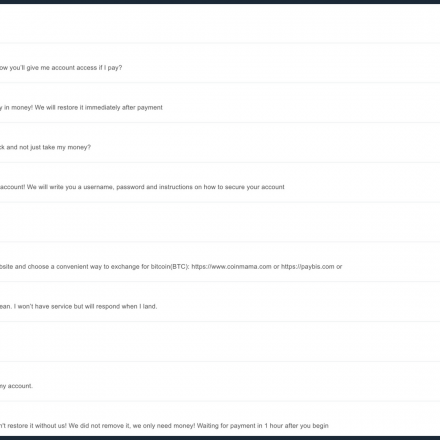 ow you'll give me account access if I pay?
y in money! We will restore it immediately after payment
ck and not just take my money?
account! We will write you a username, password and instructions on how to secure your account
bsite and choose a convenient way to exchange for bitcoin(BTC): https://www.coinmama.com or https://paybis.com or
ean. I won't have service but will respond when I land.
my account.
n't restore it without us! We did not remove it, we only need money! Waiting for payment in 1 hour after you begin